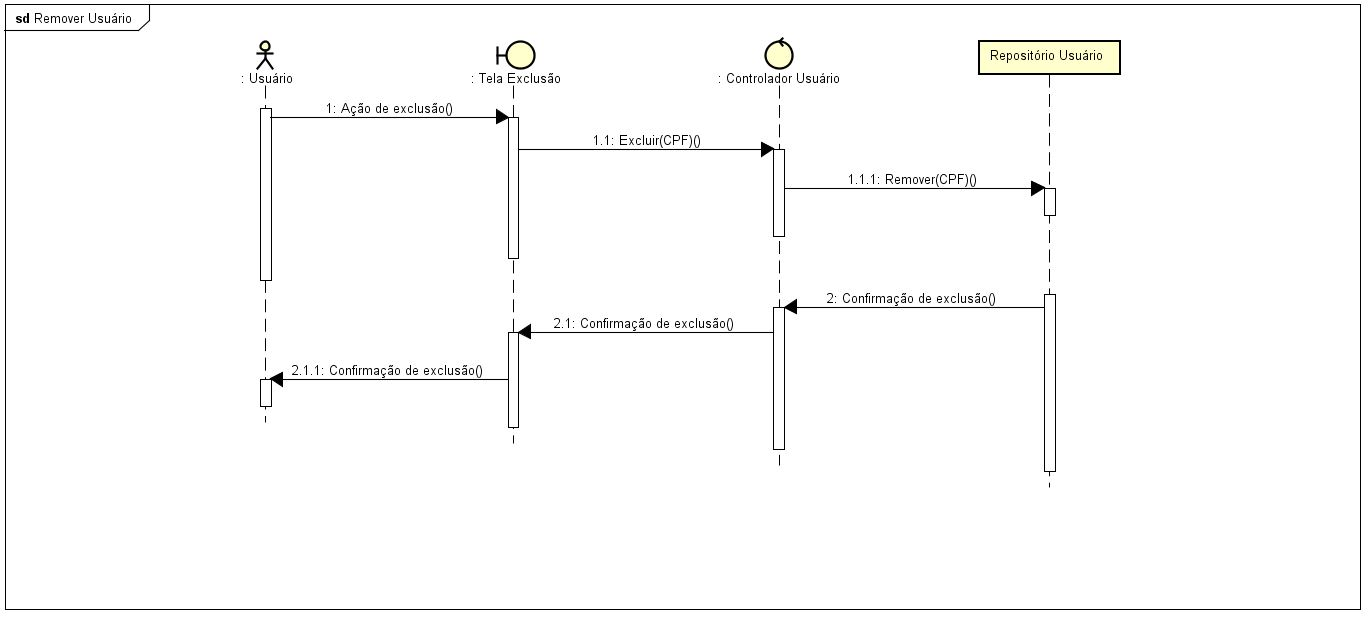 sd Remover Usuário
: Usuário
: Tela Exclusão
: Controlador Usuário
Repositório Usuário
1: Ação de exclusão()
1.1: Excluir(CPF)()
1.1.1: Remover(CPF)()
2: Confirmação de exclusão()
2.1: Confirmação de exclusão()
2.1.1: Confirmação de exclusão()